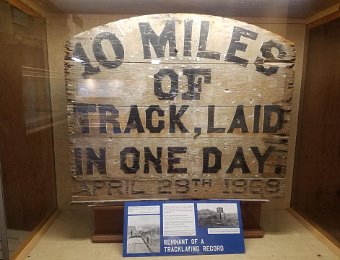 10 MILES
OF
TRACK, LAID
IN ONE DAY.
APRIL 28TH 1869
REMNANT OF A
TRACKLAYING RECORD